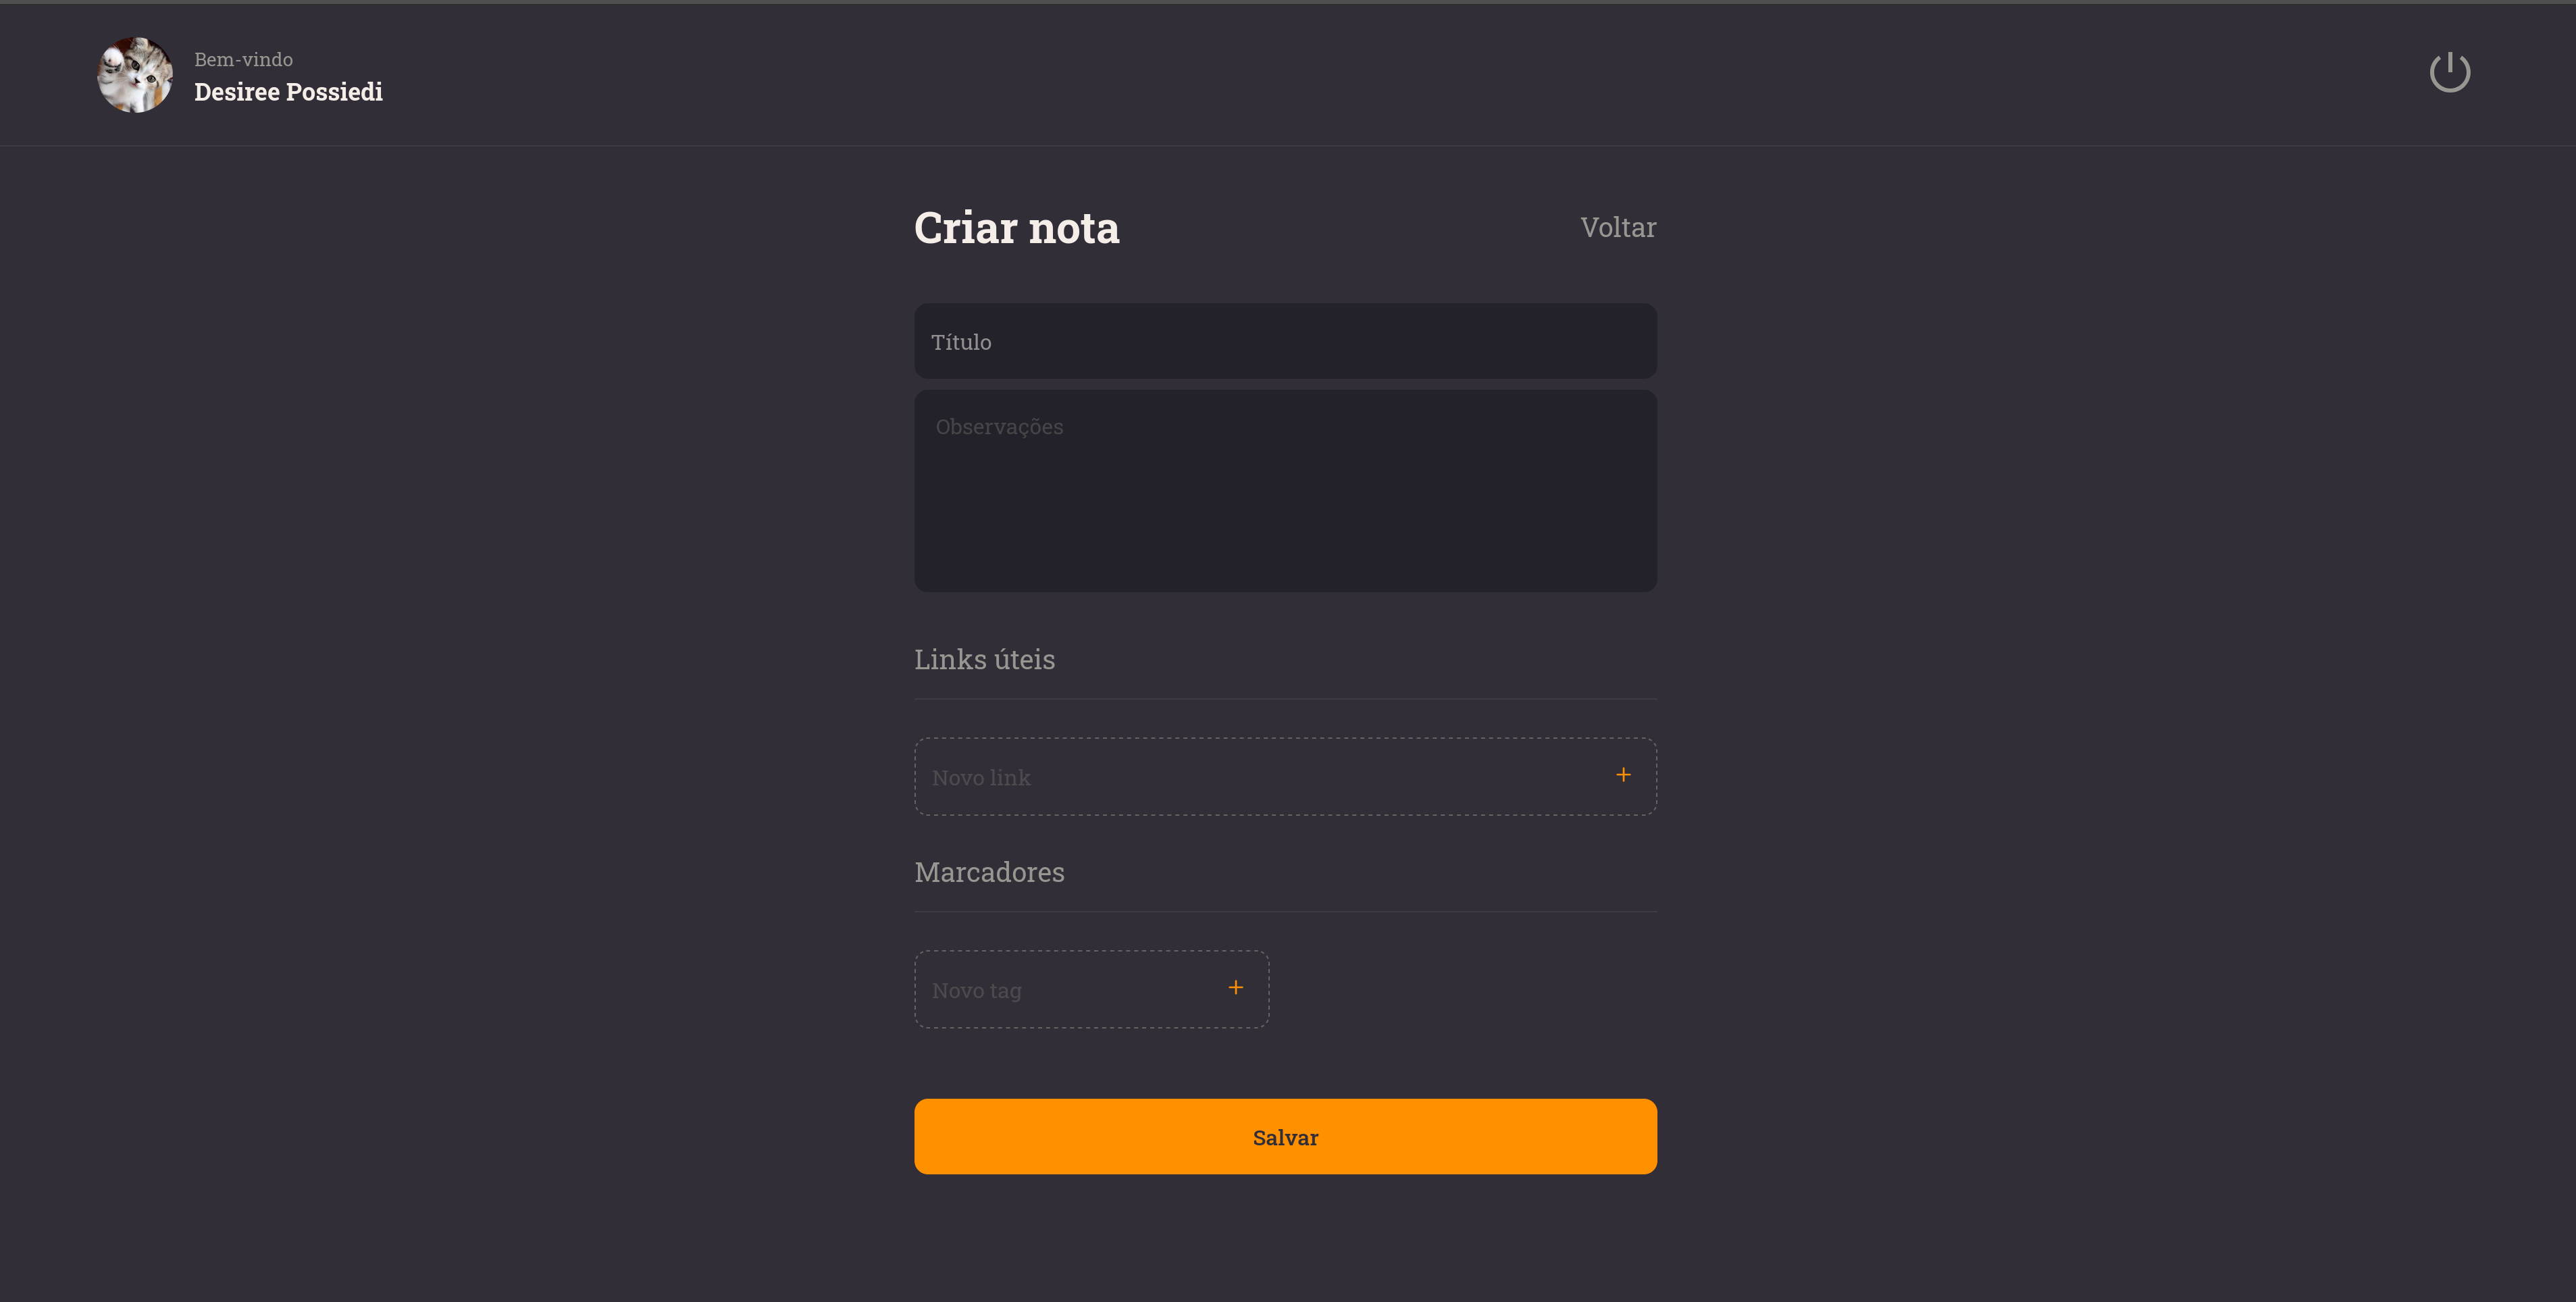 Bem-vindo
Desiree Possiedi
Criar nota
Voltar
Título
Observações
Links úteis
Novo link
Marcadores
Novo tag
Salvar